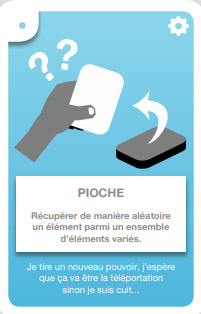 ? ?
PIOCHE
Récupérer de manière aléatoire
un élément parmi un ensemble
d'éléments variés.
Je tire un nouveau pouvoir, j'espère
que ça va être la téléportation
sinon je suis cuit...